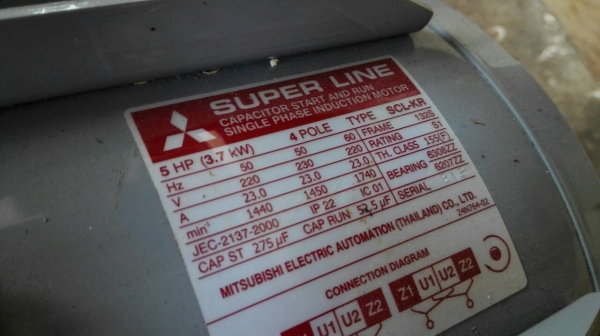 SUPER LINE
CAPACITOR START AND RUN
SINGLE PHASE INDUCTION MOTOR
5 HP (3.7 kW) 4 POLE TYPE SCL-KR
Hz 50 50 60 FRAME 132S
V 220 230 220 RATING S1
A 23.0 23.0 23.0 TH. CLASS 155(F)
min⁻¹ 1440 1450 1740 BEARING 6208ZZ
JEC-2137-2000 IP 22 IC 01 6207ZZ
CAP ST 275 µF CAP RUN 52.5 µF SERIAL
MITSUBISHI ELECTRIC AUTOMATION (THAILAND) CO., LTD.
CONNECTION DIAGRAM
U1 U2 Z2 Z1 U1 U2 Z2